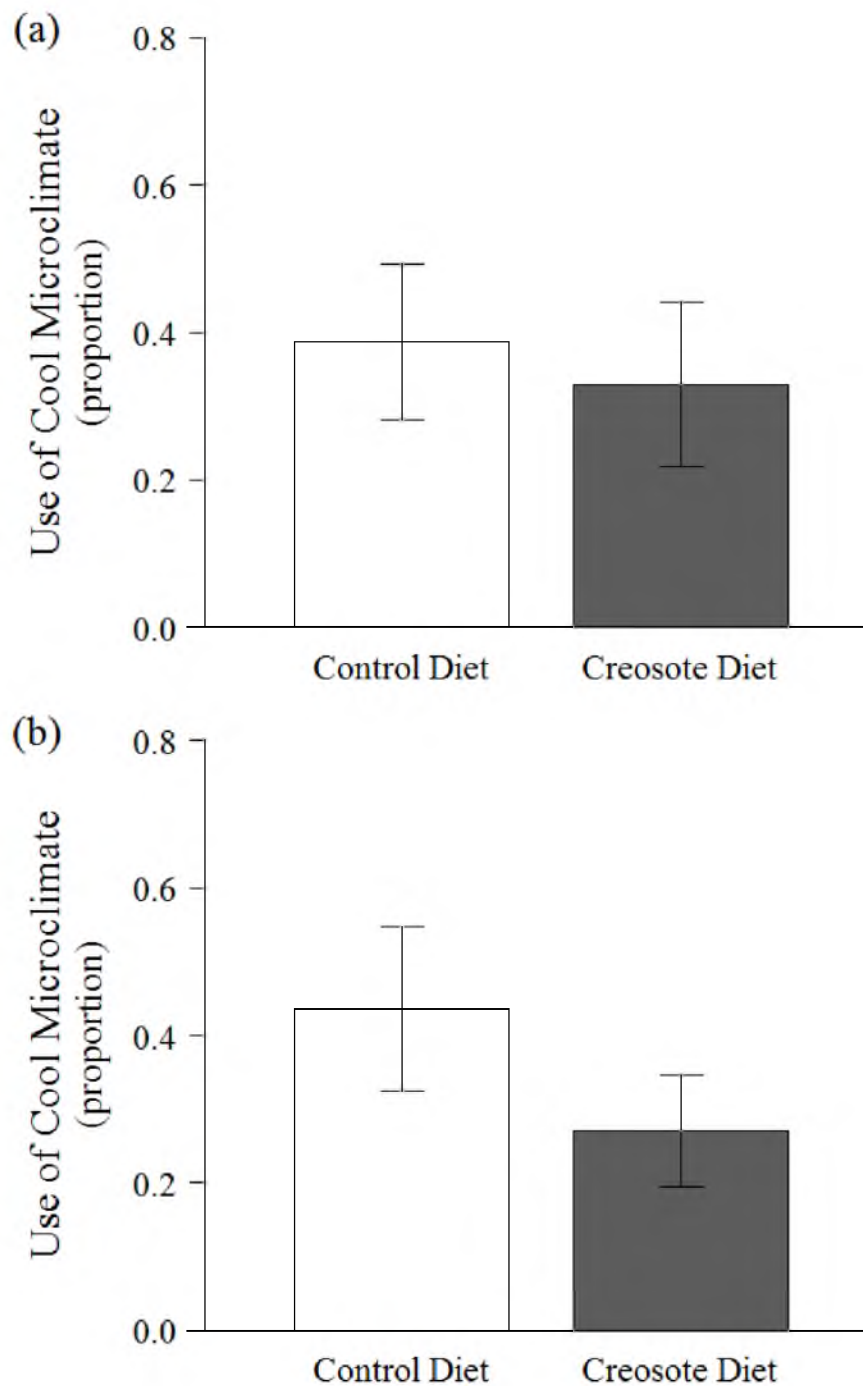 (a)
Use of Cool Microclimate
(proportion)
0.8
0.6
0.4
0.2
0.0
Control Diet
Creosote Diet
(b)
Use of Cool Microclimate
(proportion)
0.8
0.6
0.4
0.2
0.0
Control Diet
Creosote Diet